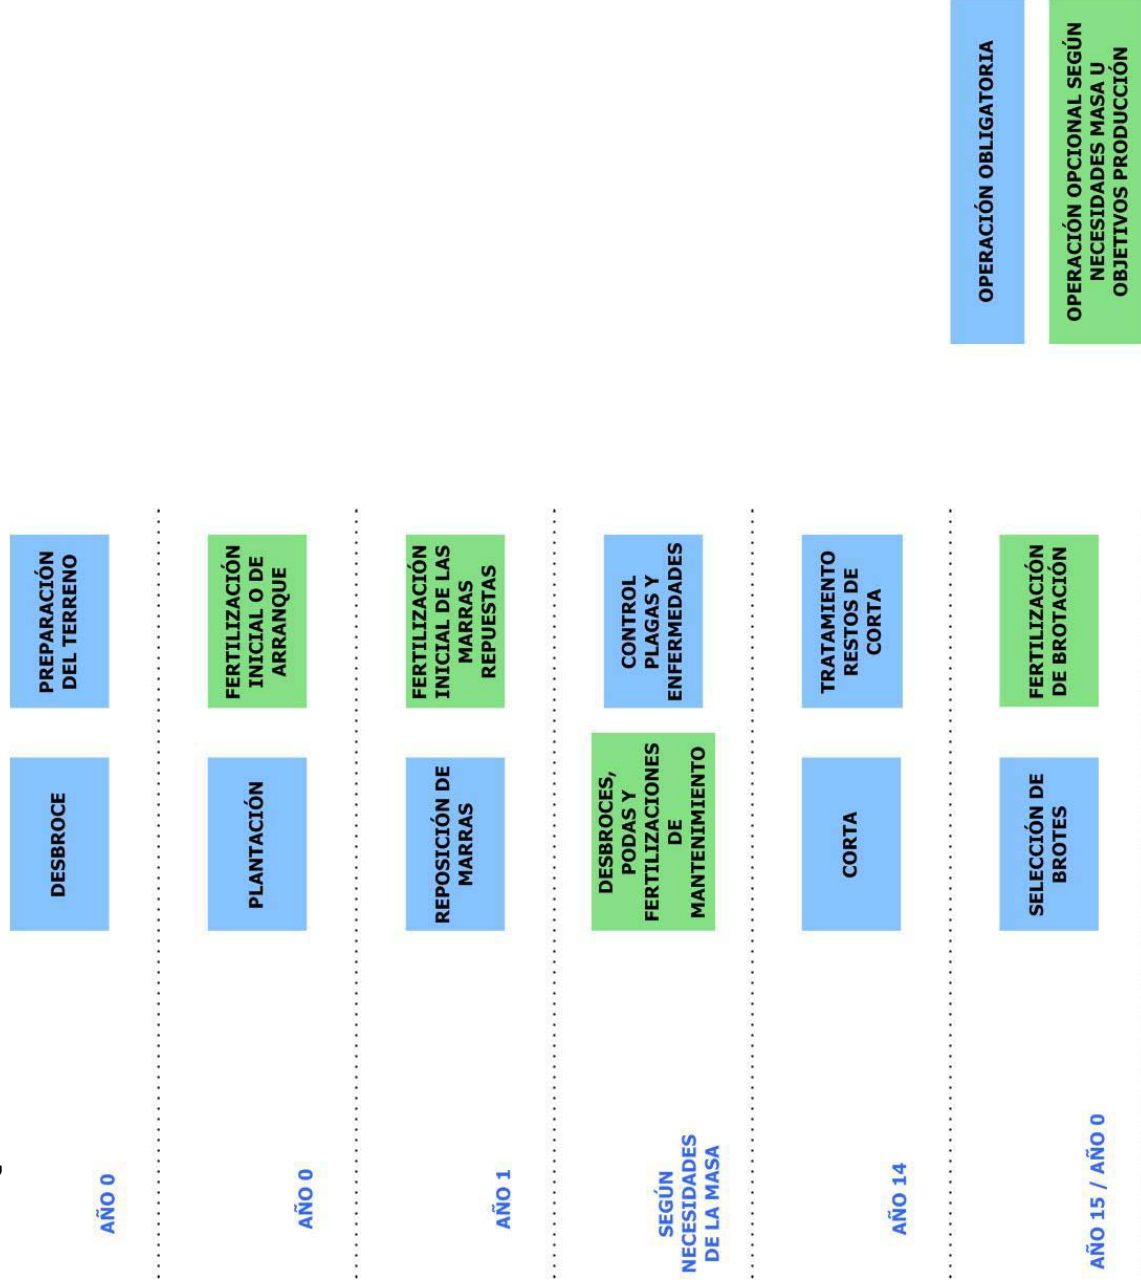 AÑO 0
DESBROCE
PREPARACIÓN
DEL TERRENO
AÑO 0
PLANTACIÓN
FERTILIZACIÓN
INICIAL O DE
ARRANQUE
AÑO 1
REPOSICIÓN DE
MARRAS
FERTILIZACIÓN
INICIAL DE LAS
MARRAS
REPUESTAS
SEGÚN
NECESIDADES
DE LA MASA
DESBROCES,
PODAS Y
FERTILIZACIONES
DE
MANTENIMIENTO
CONTROL
PLAGAS Y
ENFERMEDADES
AÑO 14
CORTA
TRATAMIENTO
RESTOS DE
CORTA
AÑO 15 / AÑO 0
SELECCIÓN DE
BROTES
FERTILIZACIÓN
DE BROTACIÓN
OPERACIÓN OBLIGATORIA
OPERACIÓN OPCIONAL SEGÚN
NECESIDADES MASA U
OBJETIVOS PRODUCCIÓN